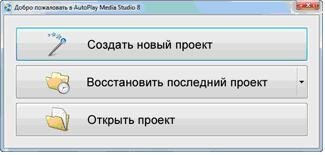 Добро пожаловать в AutoPlay Media Studio 8
Создать новый проект
Восстановить последний проект
Открыть проект